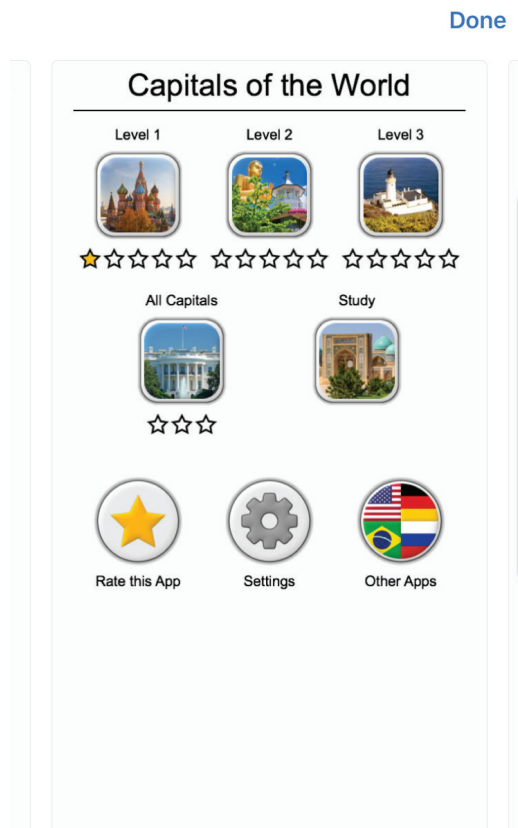 Done
Capitals of the World
Level 1 Level 2 Level 3
All Capitals Study
Rate this App Settings Other Apps